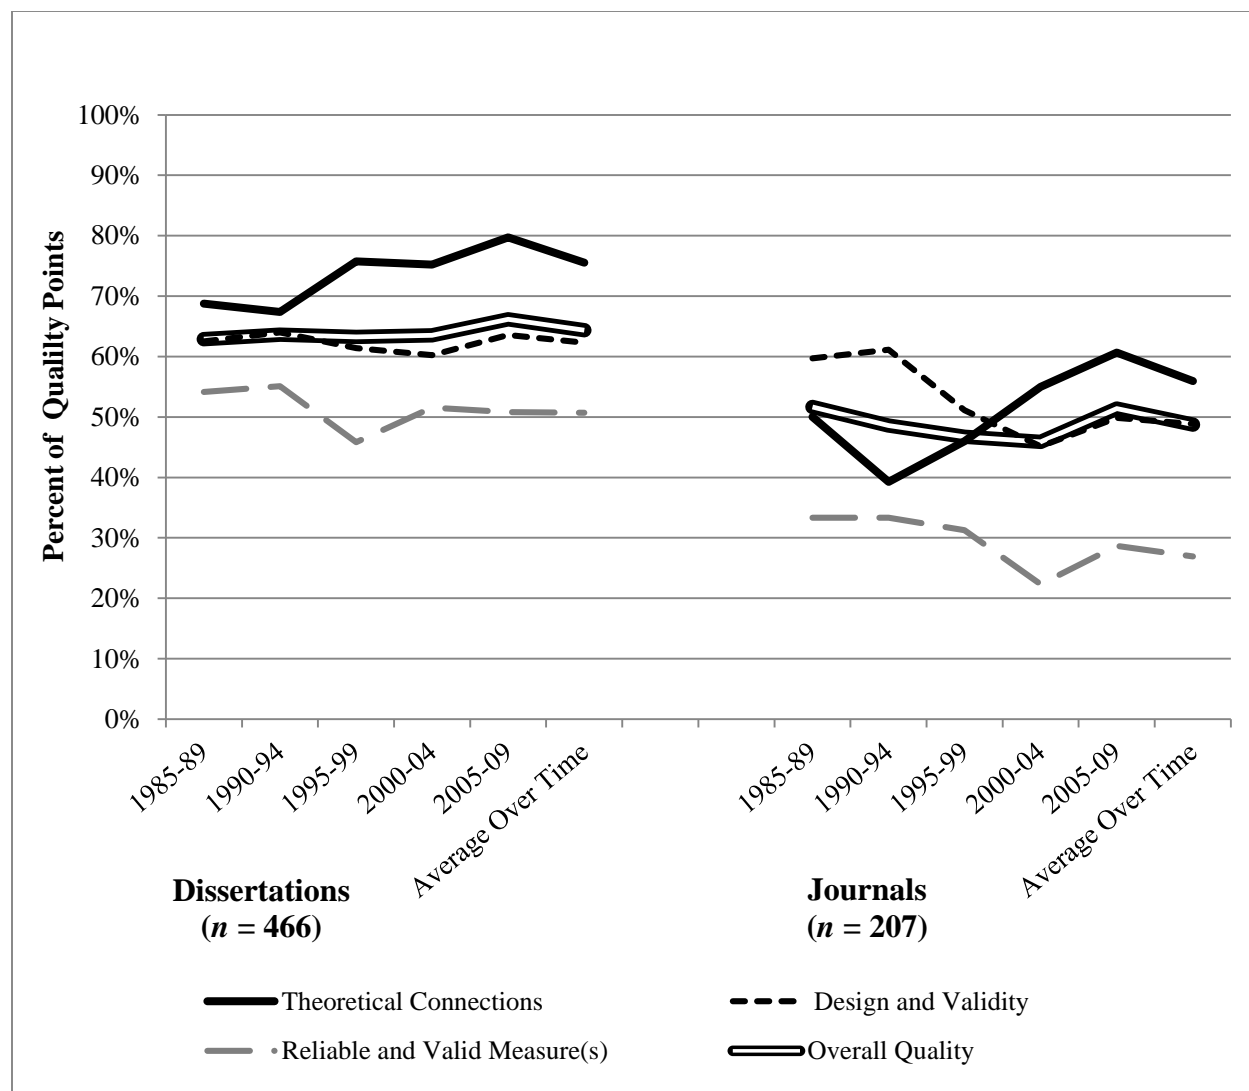 100%
90%
80%
70%
60%
50%
40%
30%
20%
10%
0%
Percent of Qualilty Points
1985-89
1990-94
1995-99
2000-04
2005-09
Average Over Time
1985-89
1990-94
1995-99
2000-04
2005-09
Average Over Time
Dissertations
(n = 466)
Journals
(n = 207)
Theoretical Connections
Design and Validity
Reliable and Valid Measure(s)
Overall Quality